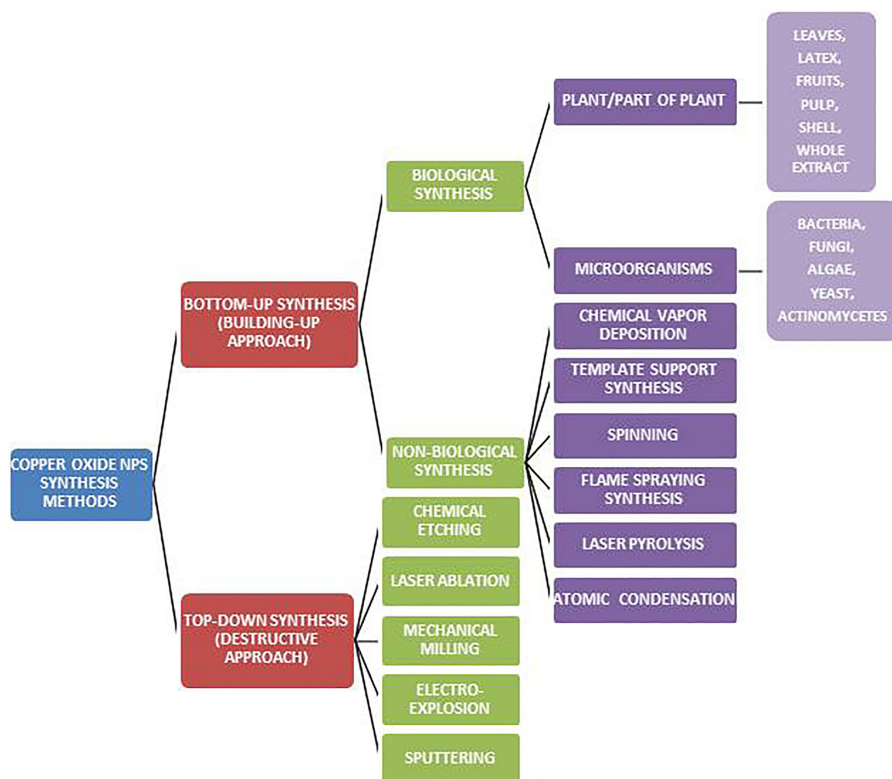 COPPER OXIDE NPS
SYNTHESIS
METHODS
BOTTOM-UP SYNTHESIS
(BUILDING-UP
APPROACH)
TOP-DOWN SYNTHESIS
(DESTRUCTIVE
APPROACH)
BIOLOGICAL
SYNTHESIS
NON-BIOLOGICAL
SYNTHESIS
CHEMICAL
ETCHING
LASER ABLATION
MECHANICAL
MILLING
ELECTRO-
EXPLOSION
SPUTTERING
PLANT/PART OF PLANT
MICROORGANISMS
CHEMICAL VAPOR
DEPOSITION
TEMPLATE SUPPORT
SYNTHESIS
SPINNING
FLAME SPRAYING
SYNTHESIS
LASER PYROLYSIS
ATOMIC CONDENSATION
LEAVES,
LATEX,
FRUITS,
PULP,
SHELL,
WHOLE
EXTRACT
BACTERIA,
FUNGI,
ALGAE,
YEAST,
ACTINOMYCETES